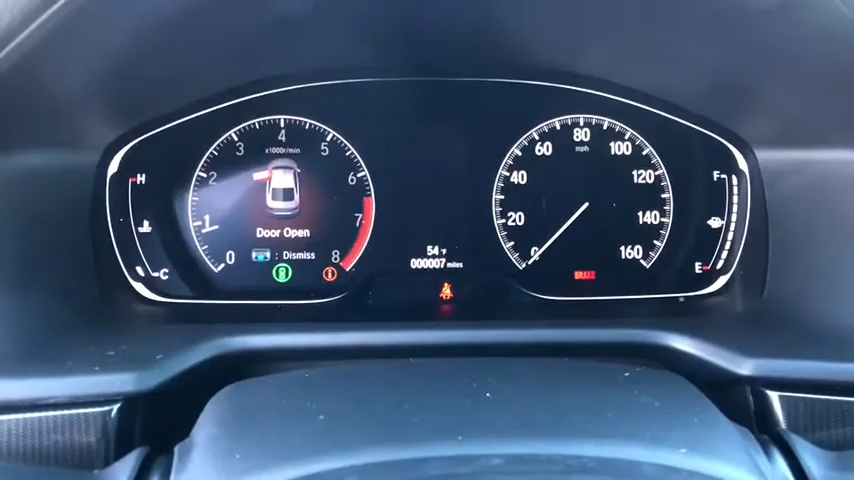 H
C
0
1
2
3
4
5
6
7
8
x1000r/min
Door Open
: Dismiss
i
54 °F
000007 miles
0
20
40
60
80
100
120
140
160
mph
BRAKE
F
E